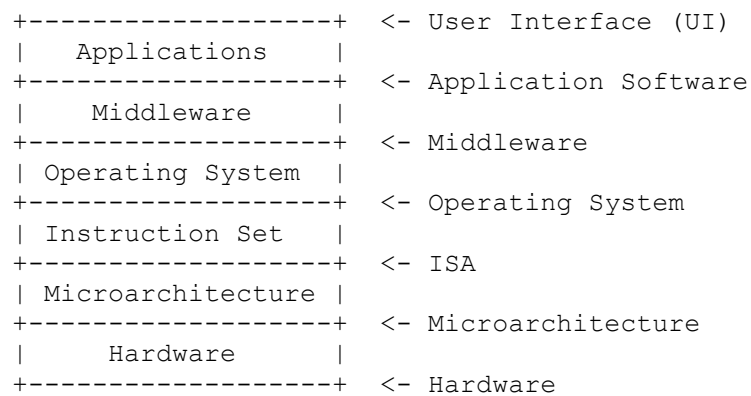 +-------------------+ <- User Interface (UI)
|   Applications    |
+-------------------+ <- Application Software
|    Middleware     |
+-------------------+ <- Middleware
| Operating System  |
+-------------------+ <- Operating System
| Instruction Set   |
+-------------------+ <- ISA
| Microarchitecture |
+-------------------+ <- Microarchitecture
|     Hardware      |
+-------------------+ <- Hardware